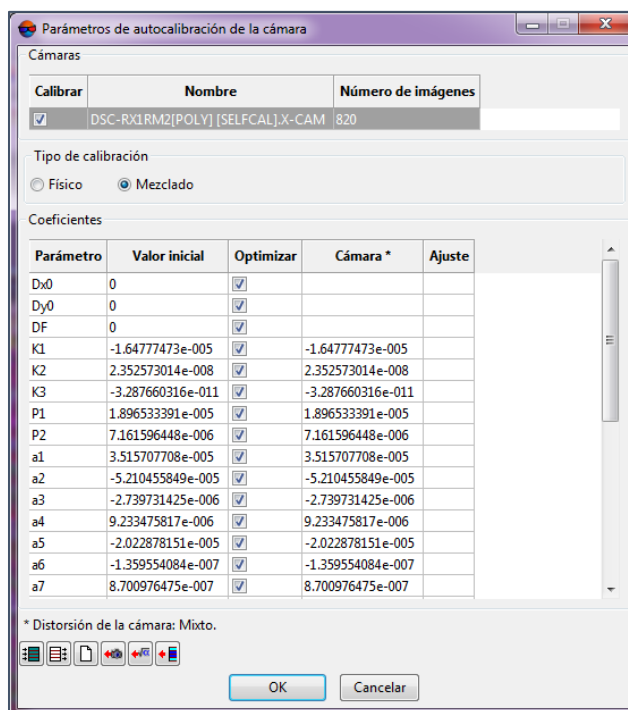 Parámetros de autocalibración de la cámara
Cámaras
Calibrar Nombre Número de imágenes
DSC-RX1RM2[POLY] [SELFCAL].X-CAM 820
Tipo de calibración
Físico Mezclado
Coeficientes
Parámetro Valor inicial Optimizar Cámara * Ajuste
Dx0 0
Dy0 0
DF 0
K1 -1.64777473e-005 -1.64777473e-005
K2 2.352573014e-008 2.352573014e-008
K3 -3.287660316e-011 -3.287660316e-011
P1 1.896533391e-005 1.896533391e-005
P2 7.161596448e-006 7.161596448e-006
a1 3.515707708e-005 3.515707708e-005
a2 -5.210455849e-005 -5.210455849e-005
a3 -2.739731425e-006 -2.739731425e-006
a4 9.233475817e-006 9.233475817e-006
a5 -2.022878151e-005 -2.022878151e-005
a6 -1.359554084e-007 -1.359554084e-007
a7 8.700976475e-007 8.700976475e-007
* Distorsión de la cámara: Mixto.
OK Cancelar